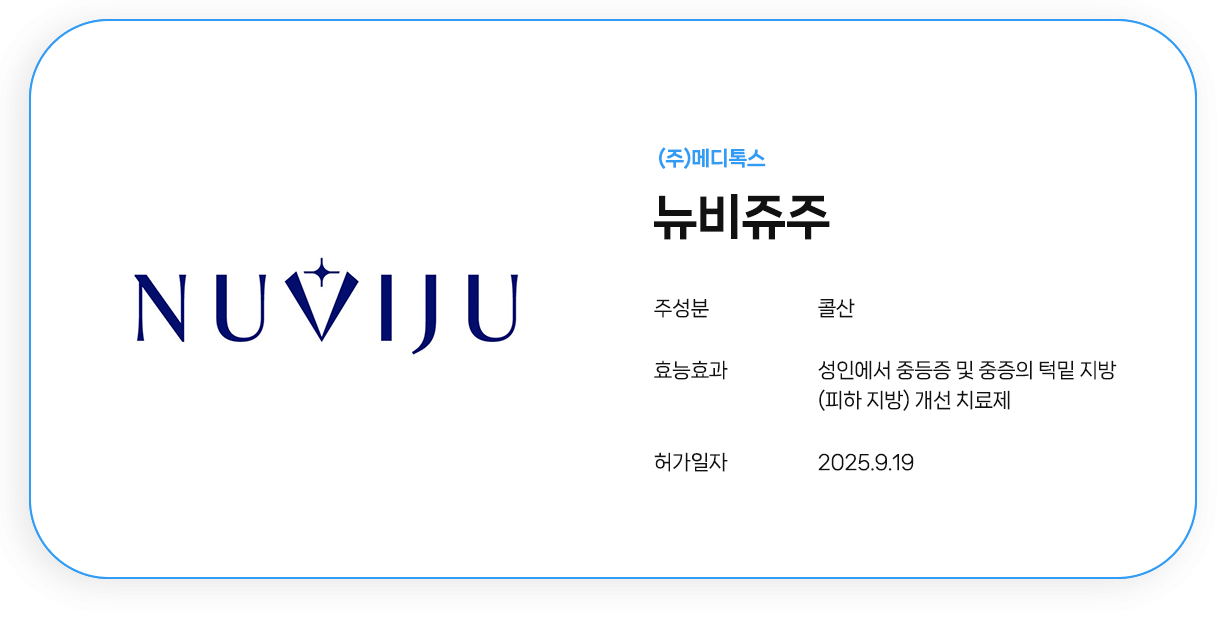 NUVIJU
(주)메디톡스
뉴비쥬주
주성분 콜산
효능효과 성인에서 중등증 및 중증의 턱밑 지방
(피하 지방) 개선 치료제
허가일자 2025.9.19